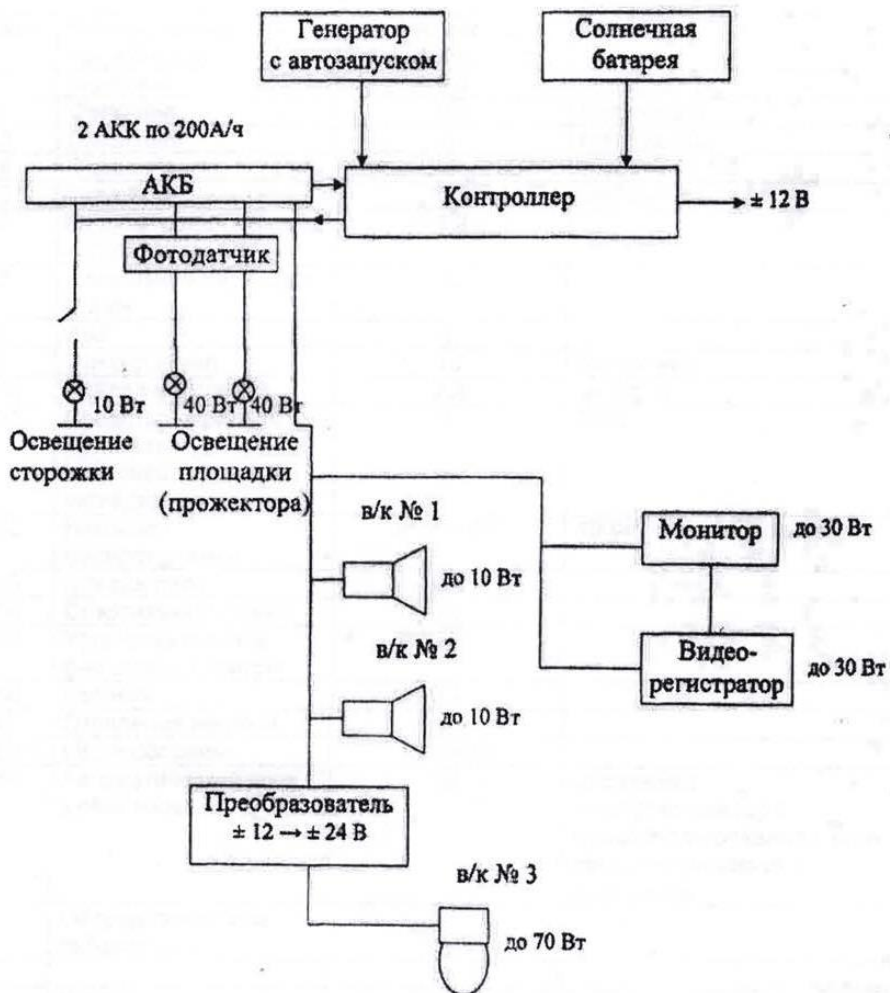 Генератор
с автозапуском
Солнечная
батарея
2 АКК по 200А/ч
АКБ
Контроллер
± 12 В
Фотодатчик
10 Вт
40 Вт
40 Вт
Освещение
сторожки
Освещение
площадки
(прожектора)
в/к № 1
до 10 Вт
Монитор
до 30 Вт
в/к № 2
до 10 Вт
Видео-
регистратор
до 30 Вт
Преобразователь
± 12 → ± 24 В
в/к № 3
до 70 Вт